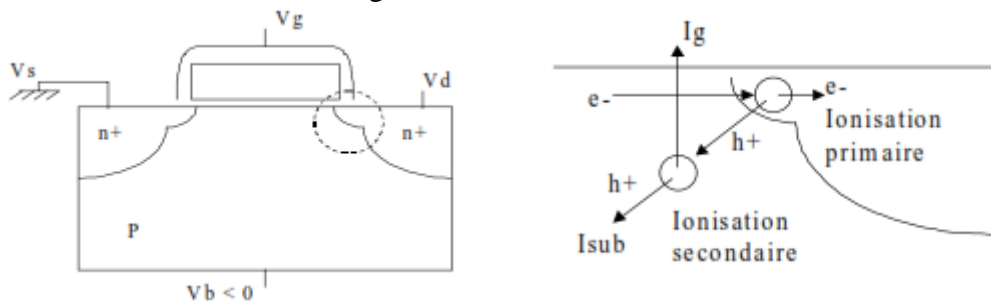 Vg
Vs
Vd
n+
n+
P
Vb < 0
Ig
e-
e-
Ionisation
primaire
h+
h+
Isub
Ionisation
secondaire